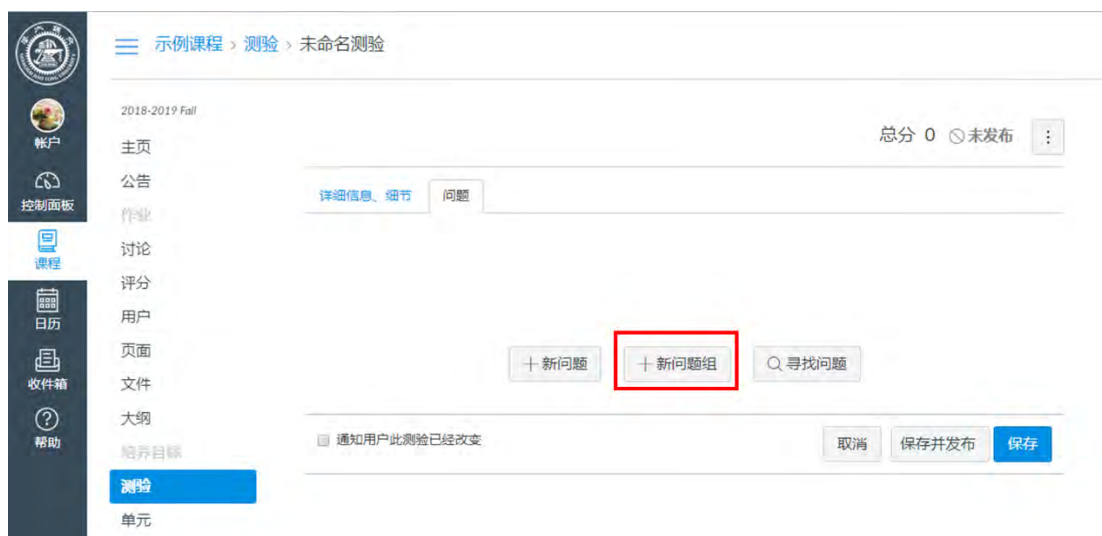 示例课程 › 测验 › 未命名测验
2018-2019 Fall
帐户
主页
总分 0 未发布
控制面板
公告
详细信息、细节 问题
作业
课程
讨论
评分
日历
用户
页面
+ 新问题 + 新问题组 寻找问题
收件箱
文件
帮助
大纲
通知用户此测验已经改变
取消 保存并发布 保存
培养目标
测验
单元